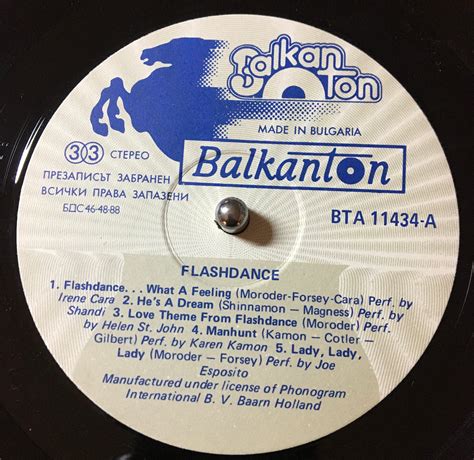 Balkan
Ton
MADE IN BULGARIA
33 СТЕРЕО
Balkanton
ПРЕЗАПИСЪТ ЗАБРАНЕН
ВСИЧКИ ПРАВА ЗАПАЗЕНИ
БДС 46-48-88
BTA 11434-A
FLASHDANCE
1. Flashdance. . . What A Feeling (Moroder-Forsey-Cara) Perf. by
Irene Cara 2. He's A Dream (Shinnamon – Magness) Perf. by
Shandi 3. Love Theme From Flashdance (Moroder) Perf.
by Helen St. John 4. Manhunt (Kamon – Cotler –
Gilbert) Perf. by Karen Kamon 5. Lady, Lady,
Lady (Moroder – Forsey) Perf. by Joe
Esposito
Manufactured under license of Phonogram
International B. V. Baarn Holland